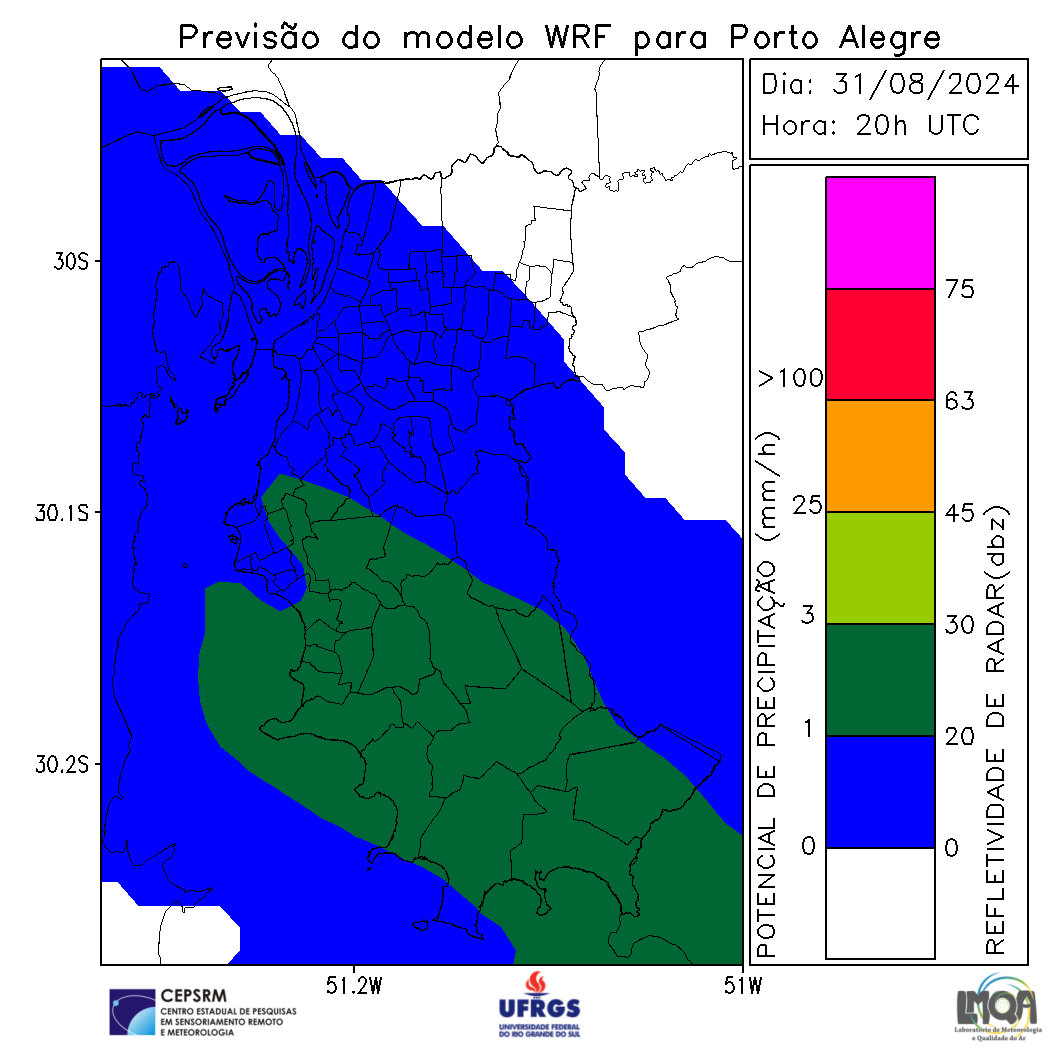 Previsão do modelo WRF para Porto Alegre
Dia: 31/08/2024
Hora: 20h UTC
30S
30.1S
30.2S
51.2W
51W
POTENCIAL DE PRECIPITAÇÃO (mm/h)
>100
25
3
1
0
75
63
45
30
20
0
REFLETIVIDADE DE RADAR(dbz)
CEPSRM
CENTRO ESTADUAL DE PESQUISAS
EM SENSORIAMENTO REMOTO
E METEOROLOGIA
UFRGS
UNIVERSIDADE FEDERAL
DO RIO GRANDE DO SUL
LMQA
Laboratório de Meteorologia
e Qualidade do Ar